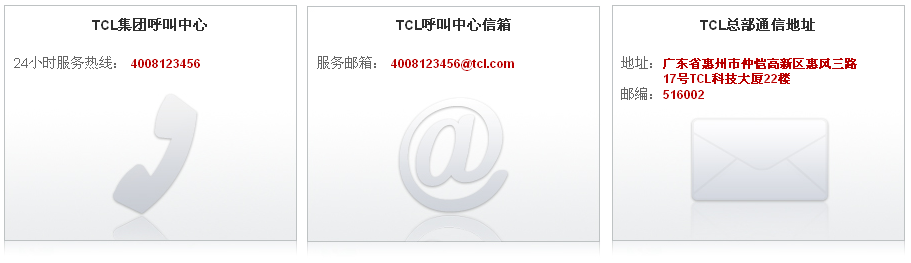 TCL集团呼叫中心
24小时服务热线： 4008123456
TCL呼叫中心信箱
服务邮箱： 4008123456@tcl.com
TCL总部通信地址
地址： 广东省惠州市仲恺高新区惠风三路
17号TCL科技大厦22楼
邮编： 516002